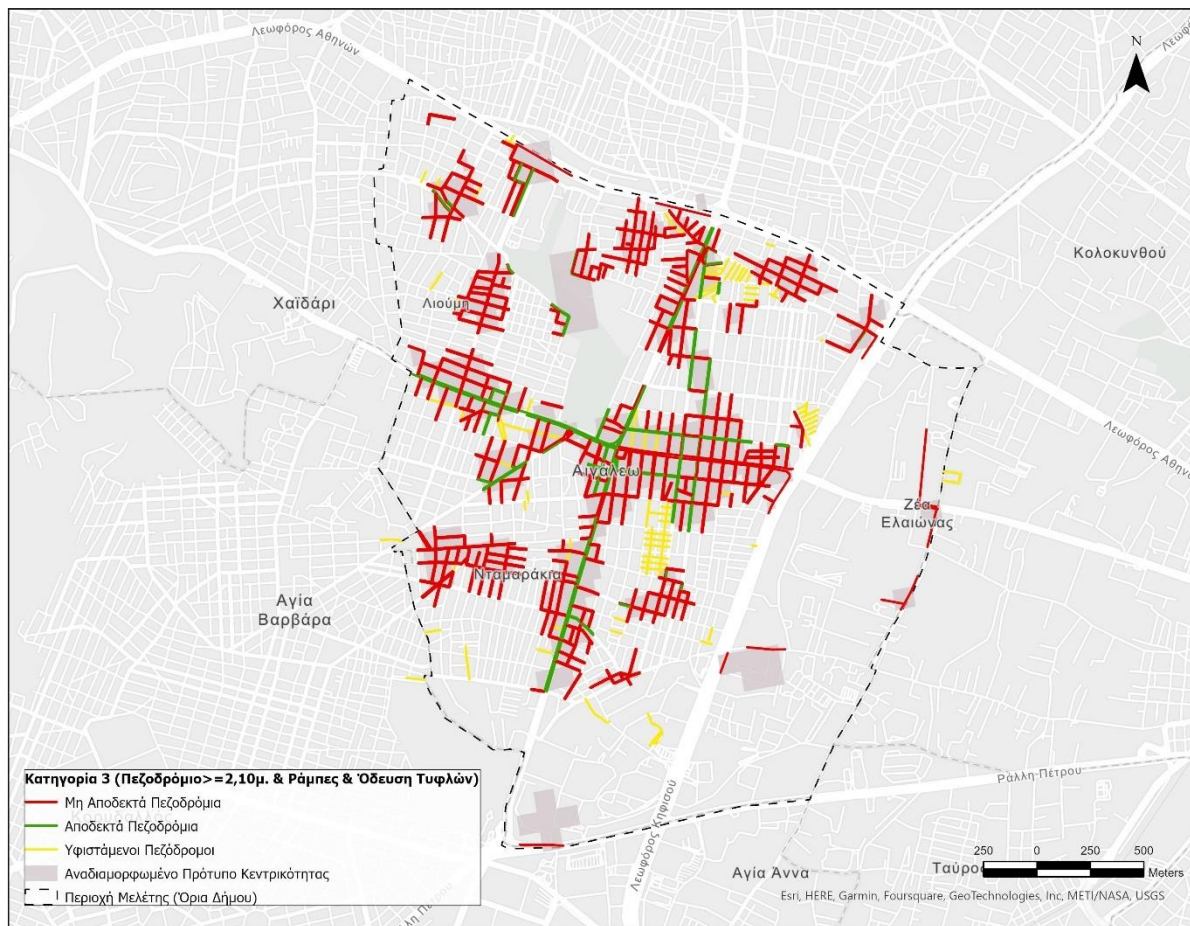 Λεωφόρος Αθηνών
N
Λεωφόρος
Κολοκυνθού
Χαϊδάρι
Λιούμη
Λεωφόρος Αθηνών
Αιγάλεω
Ζέα
Ελαιώνας
Νταμαράκια
Αγία
Βαρβάρα
Λεωφόρος Κηφισού
Ράλλη Πέτρου
Κατηγορία 3 (Πεζοδρόμιο>=2,10μ. & Ράμπες & Όδευση Τυφλών)
Μη Αποδεκτά Πεζοδρόμια
Αποδεκτά Πεζοδρόμια
Υφιστάμενοι Πεζόδρομοι
Αναδιαμορφωμένο Πρότυπο Κεντρικότητας
Περιοχή Μελέτης (Όρια Δήμου)
Αγία Άννα
Ταύρος
250 0 250 500
Meters
Esri, HERE, Garmin, Foursquare, GeoTechnologies, Inc, METI/NASA, USGS